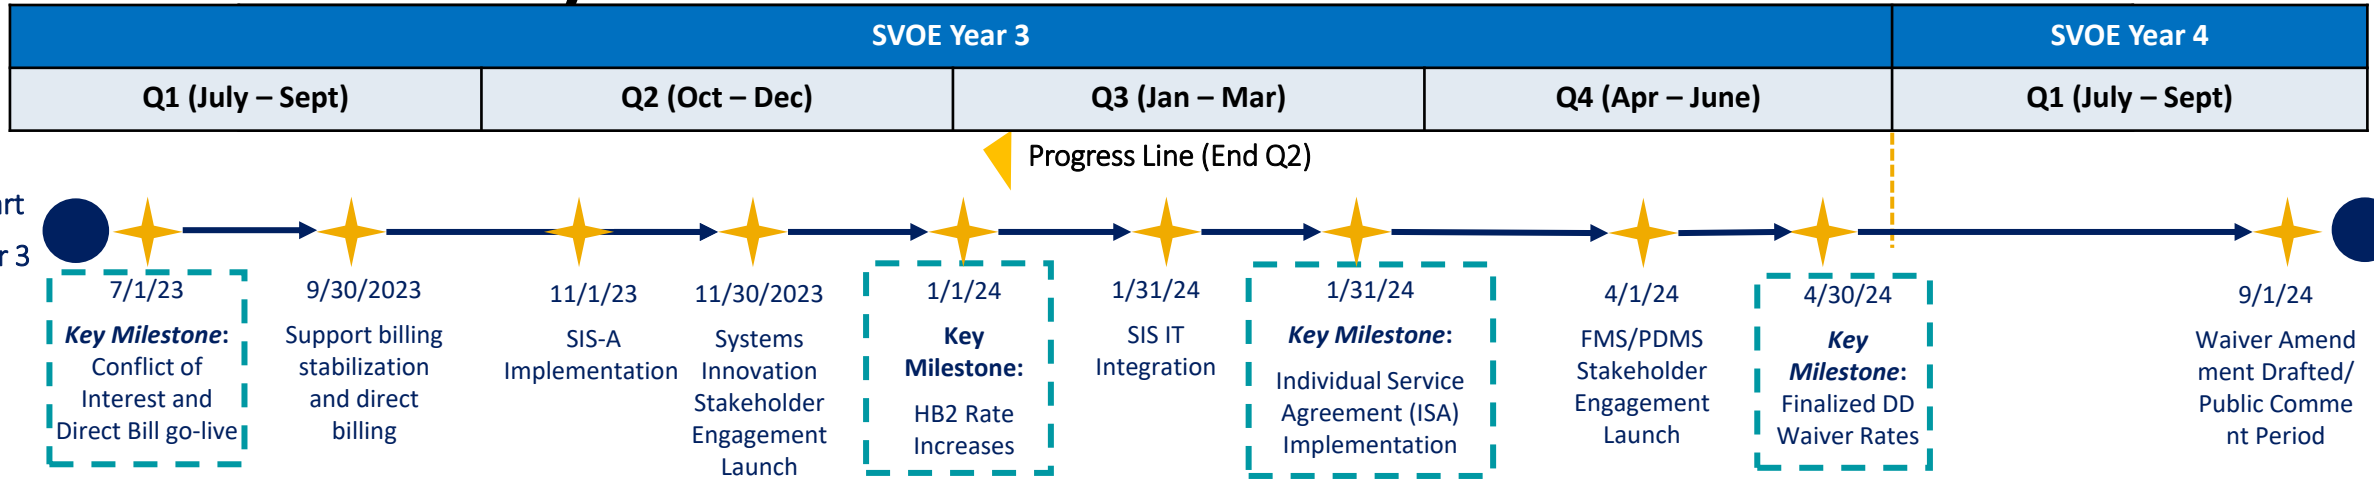 SVOE Year 3
SVOE Year 4
Q1 (July – Sept)
Q2 (Oct – Dec)
Q3 (Jan – Mar)
Q4 (Apr – June)
Q1 (July – Sept)
Progress Line (End Q2)
3
7/1/23
Key Milestone:
Conflict of
Interest and
Direct Bill go-live
9/30/2023
Support billing
stabilization
and direct
billing
11/1/23
SIS-A
Implementation
11/30/2023
Systems
Innovation
Stakeholder
Engagement
Launch
1/1/24
Key
Milestone:
HB2 Rate
Increases
1/31/24
SIS IT
Integration
1/31/24
Key Milestone:
Individual Service
Agreement (ISA)
Implementation
4/1/24
FMS/PDMS
Stakeholder
Engagement
Launch
4/30/24
Key
Milestone:
Finalized DD
Waiver Rates
9/1/24
Waiver Amend
ment Drafted/
Public Comme
nt Period